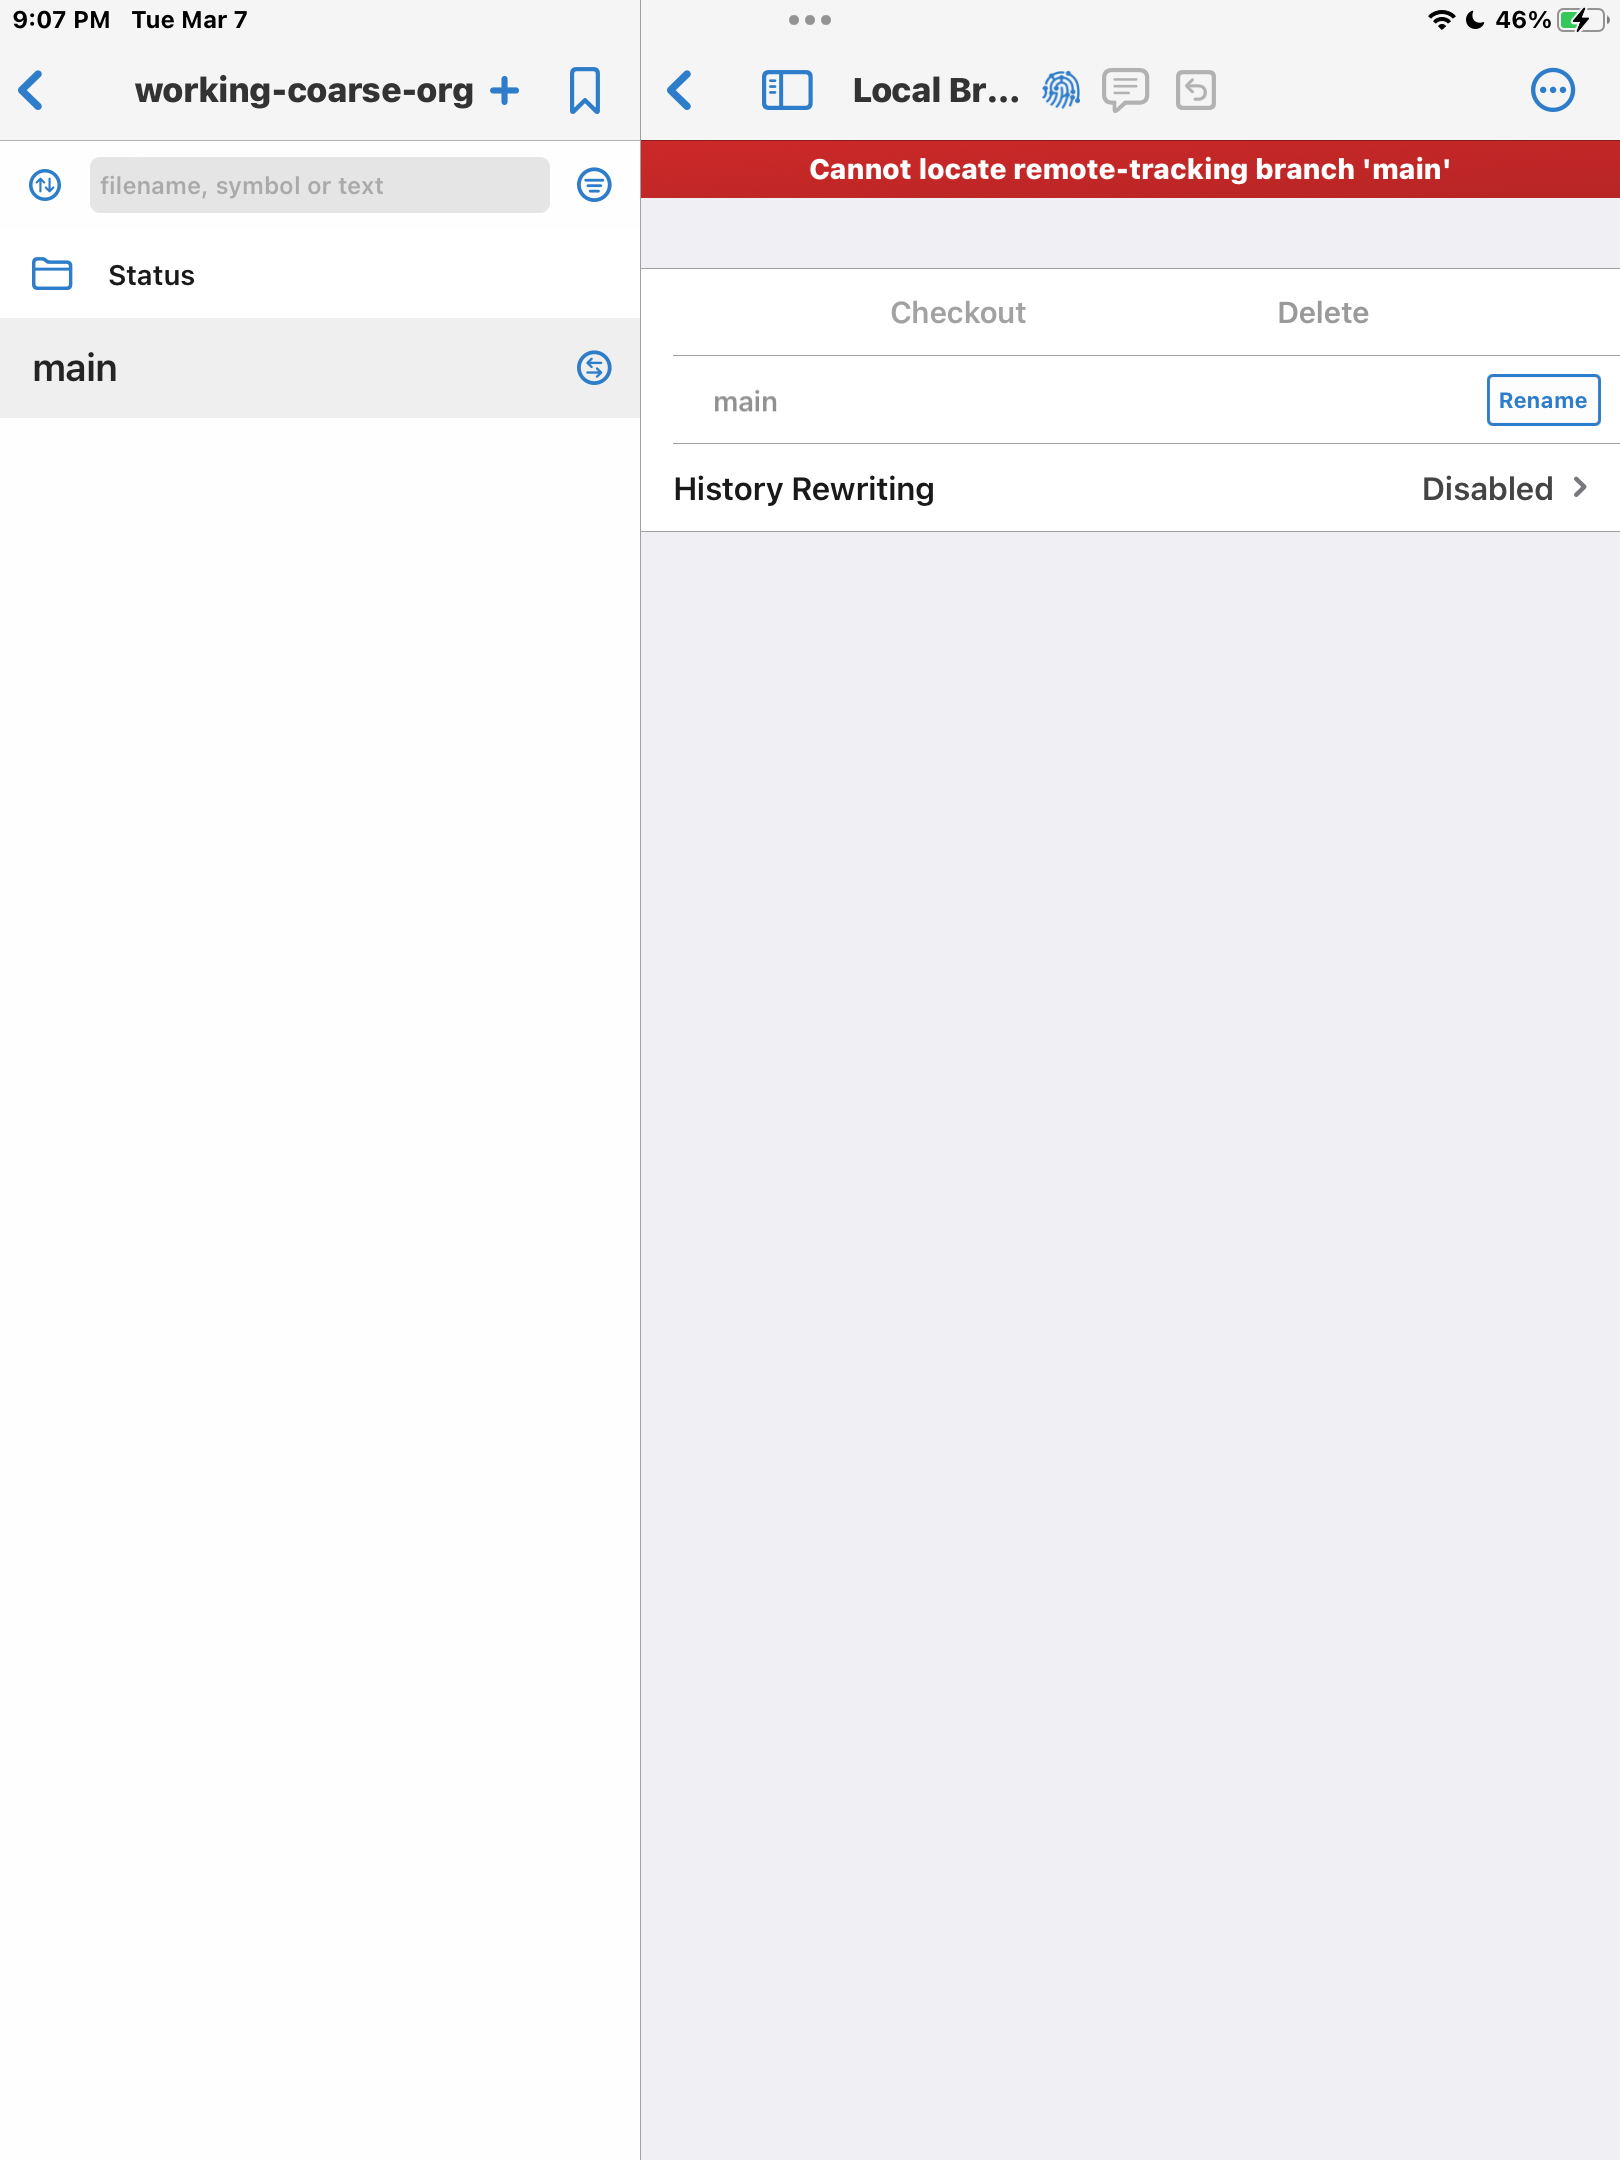 9:07 PM Tue Mar 7
46%
working-coarse-org
Local Br...
Cannot locate remote-tracking branch 'main'
filename, symbol or text
Status
main
Checkout Delete
main Rename
History Rewriting Disabled